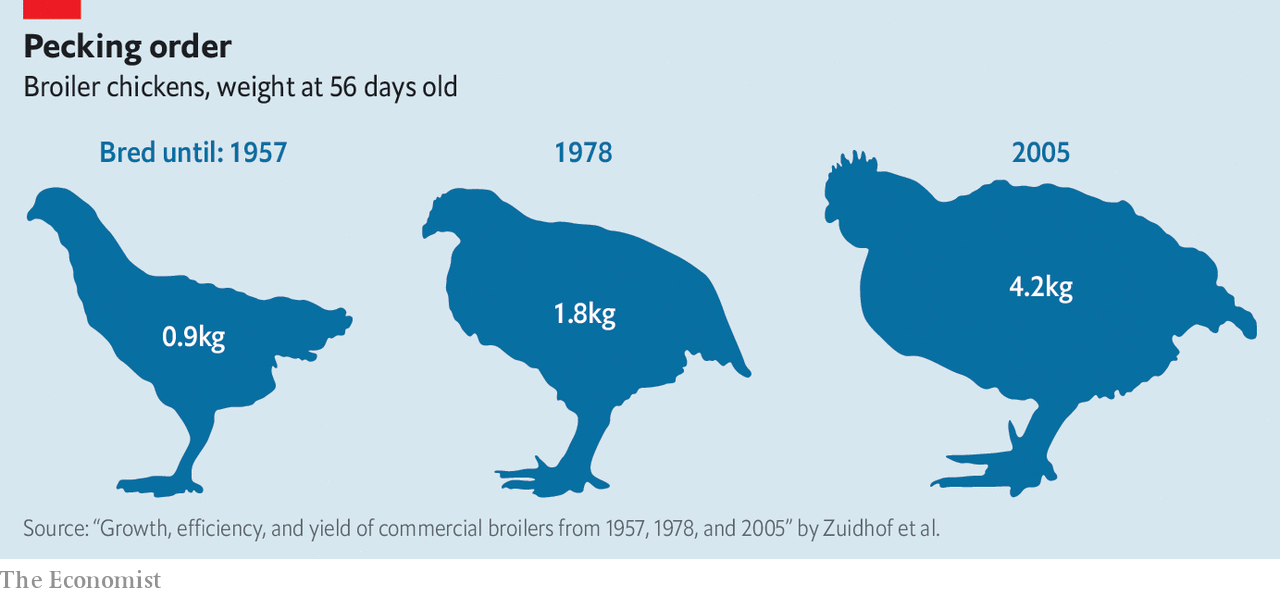 Pecking order
Broiler chickens, weight at 56 days old
Bred until: 1957
1978
2005
0.9kg
1.8kg
4.2kg
Source: “Growth, efficiency, and yield of commercial broilers from 1957, 1978, and 2005” by Zuidhof et al.
The Economist